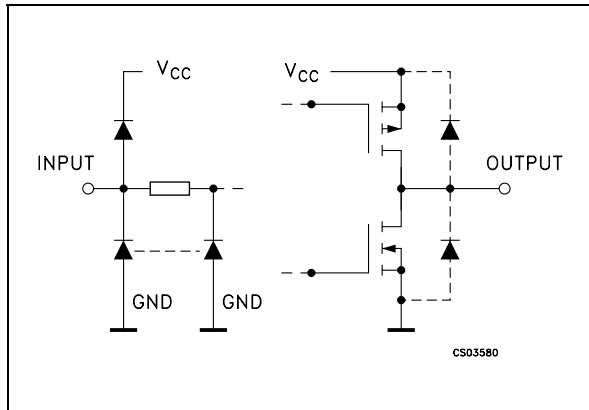 VCC
VCC
INPUT
OUTPUT
GND
GND
CS03580